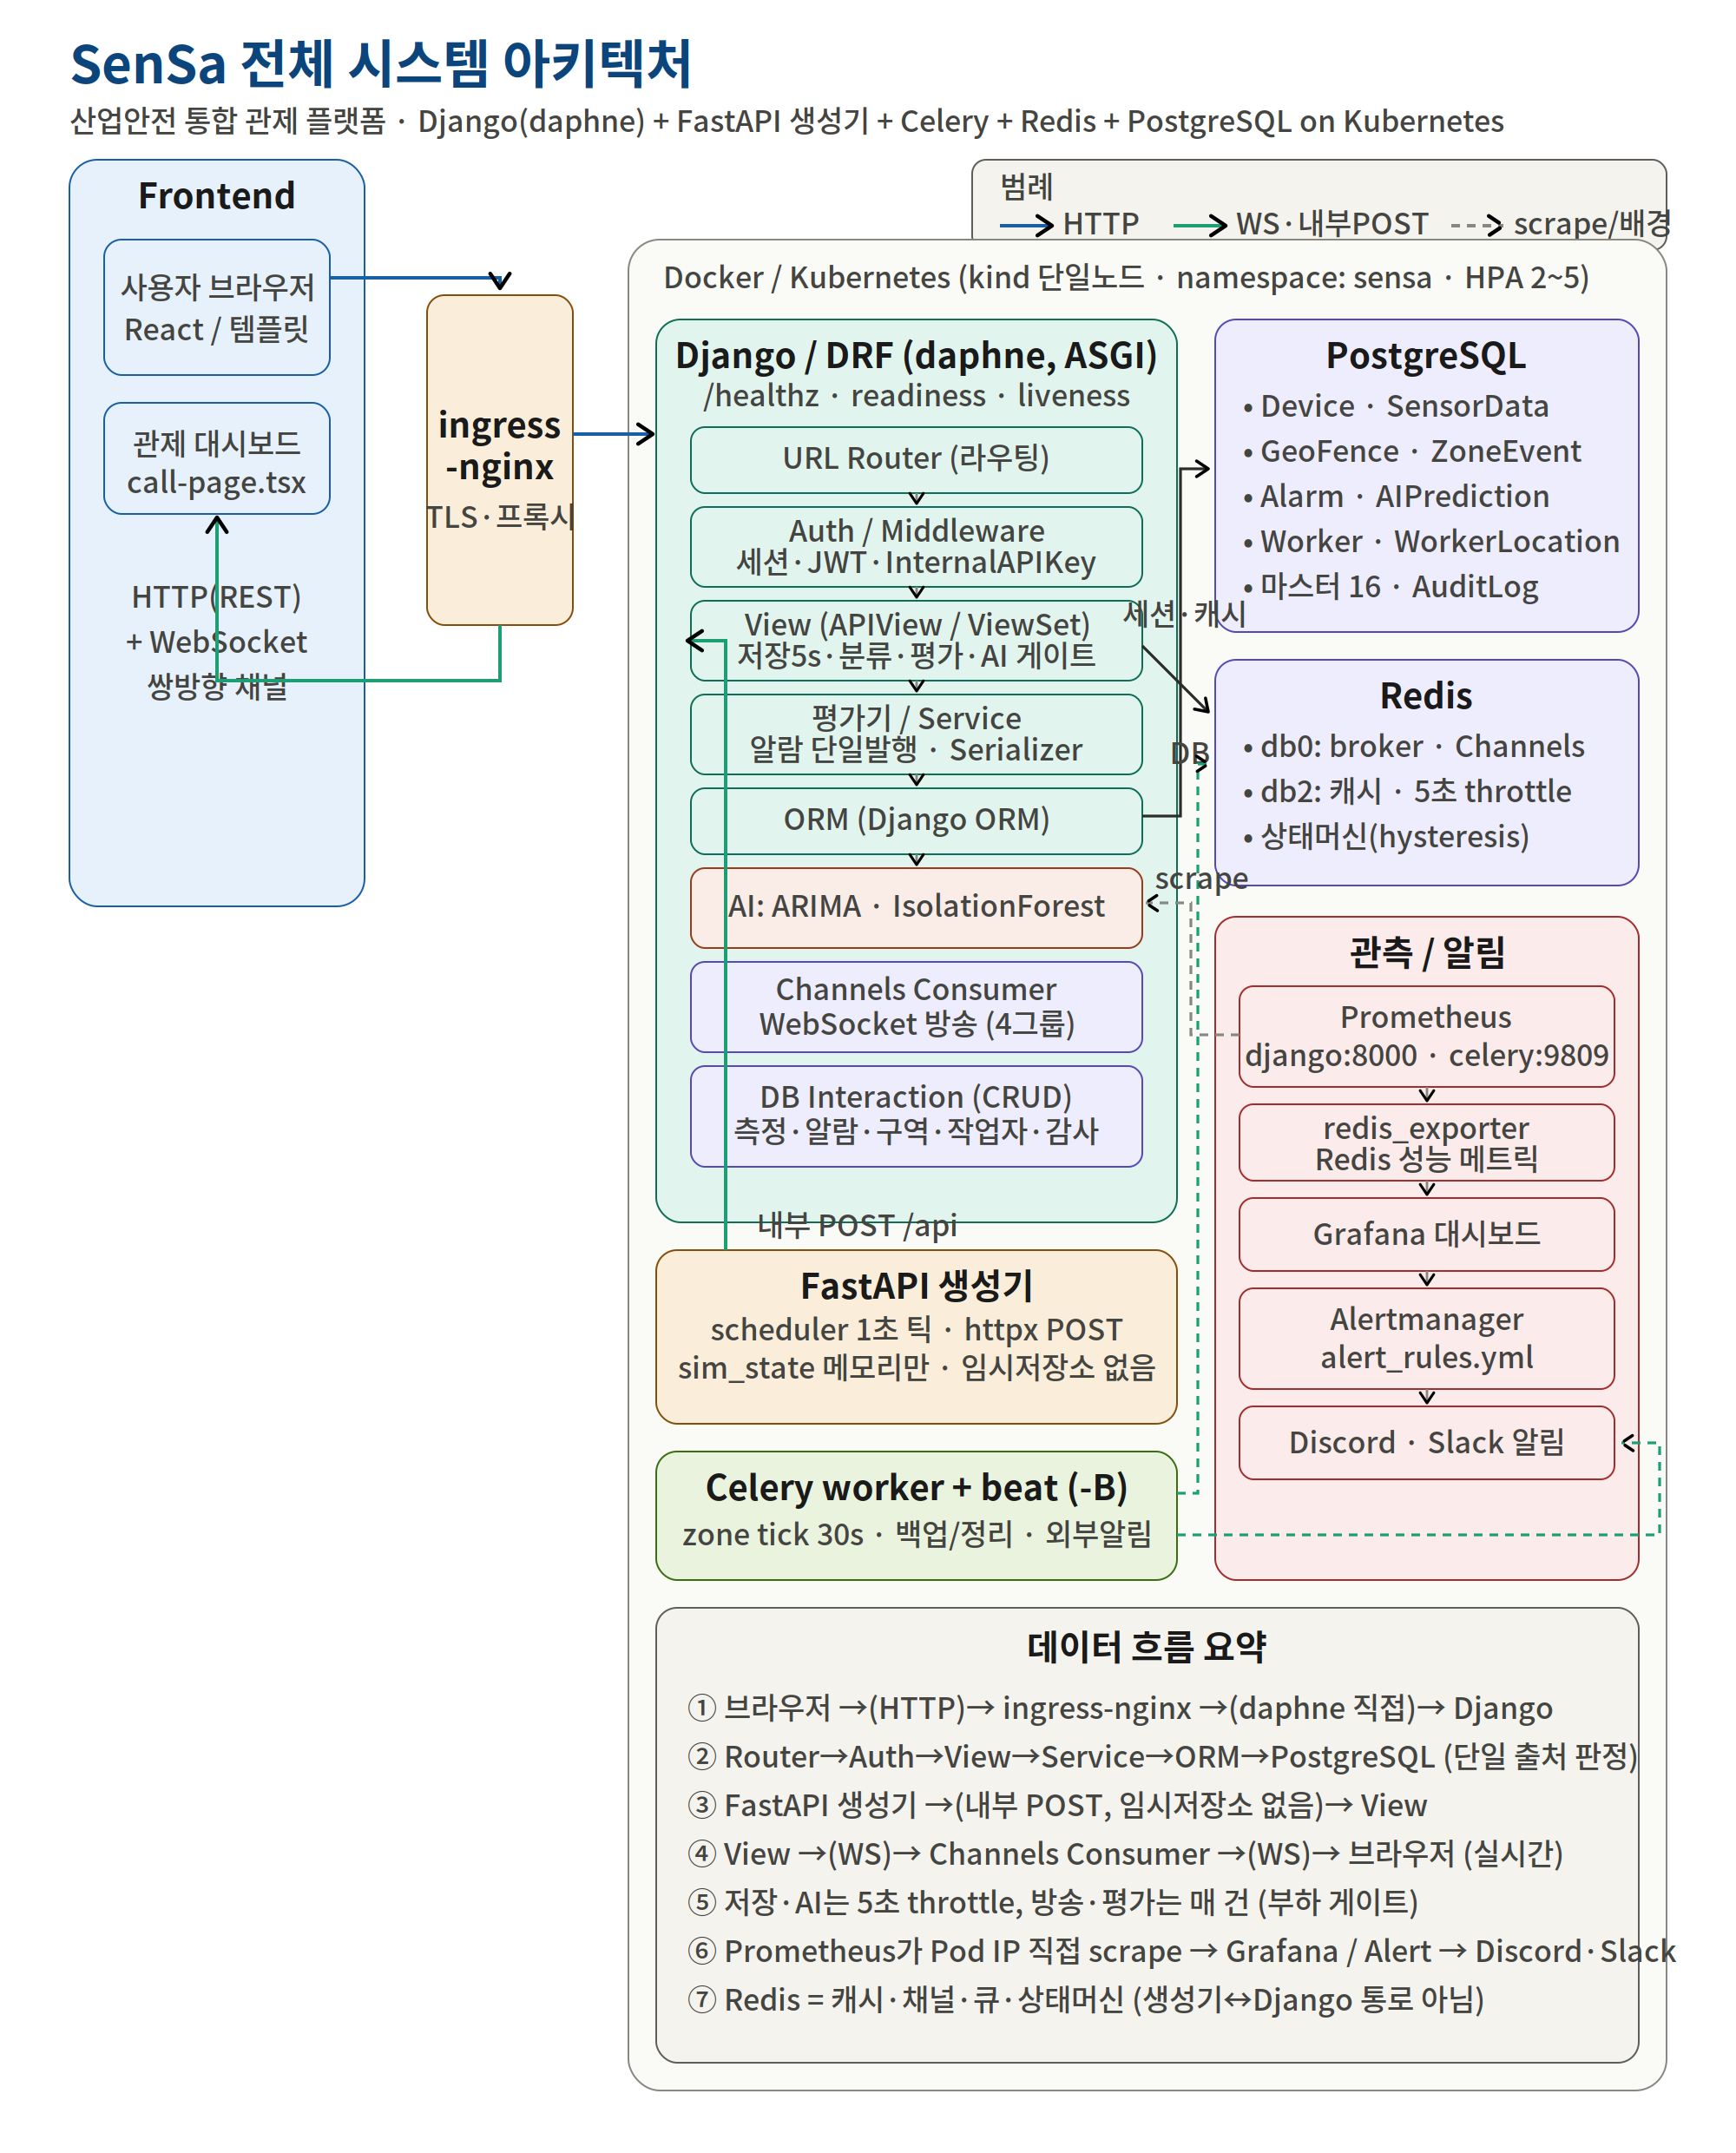 SenSa 전체 시스템 아키텍처
산업안전 통합 관제 플랫폼 · Django(daphne) + FastAPI 생성기 + Celery + Redis + PostgreSQL on Kubernetes
Frontend
사용자 브라우저
React / 템플릿
관제 대시보드
call-page.tsx
HTTP(REST)
+ WebSocket
쌍방향 채널
ingress
-nginx
TLS·프록시
범례
HTTP
WS·내부POST
scrape/배경
Docker / Kubernetes (kind 단일노드 · namespace: sensa · HPA 2~5)
Django / DRF (daphne, ASGI)
/healthz · readiness · liveness
URL Router (라우팅)
Auth / Middleware
세션·JWT·InternalAPIKey
View (APIView / ViewSet)
저장5s·분류·평가·AI 게이트
평가기 / Service
알람 단일발행 · Serializer
ORM (Django ORM)
AI: ARIMA · IsolationForest
Channels Consumer
WebSocket 방송 (4그룹)
DB Interaction (CRUD)
측정·알람·구역·작업자·감사
내부 POST /api
세션·캐시
DB
scrape
PostgreSQL
• Device · SensorData
• GeoFence · ZoneEvent
• Alarm · AIPrediction
• Worker · WorkerLocation
• 마스터 16 · AuditLog
Redis
• db0: broker · Channels
• db2: 캐시 · 5초 throttle
• 상태머신(hysteresis)
관측 / 알림
Prometheus
django:8000 · celery:9809
redis_exporter
Redis 성능 메트릭
Grafana 대시보드
Alertmanager
alert_rules.yml
Discord · Slack 알림
FastAPI 생성기
scheduler 1초 틱 · httpx POST
sim_state 메모리만 · 임시저장소 없음
Celery worker + beat (-B)
zone tick 30s · 백업/정리 · 외부알림
데이터 흐름 요약
① 브라우저 →(HTTP)→ ingress-nginx →(daphne 직접)→ Django
② Router→Auth→View→Service→ORM→PostgreSQL (단일 출처 판정)
③ FastAPI 생성기 →(내부 POST, 임시저장소 없음)→ View
④ View →(WS)→ Channels Consumer →(WS)→ 브라우저 (실시간)
⑤ 저장·AI는 5초 throttle, 방송·평가는 매 건 (부하 게이트)
⑥ Prometheus가 Pod IP 직접 scrape → Grafana / Alert → Discord·Slack
⑦ Redis = 캐시·채널·큐·상태머신 (생성기↔Django 통로 아님)